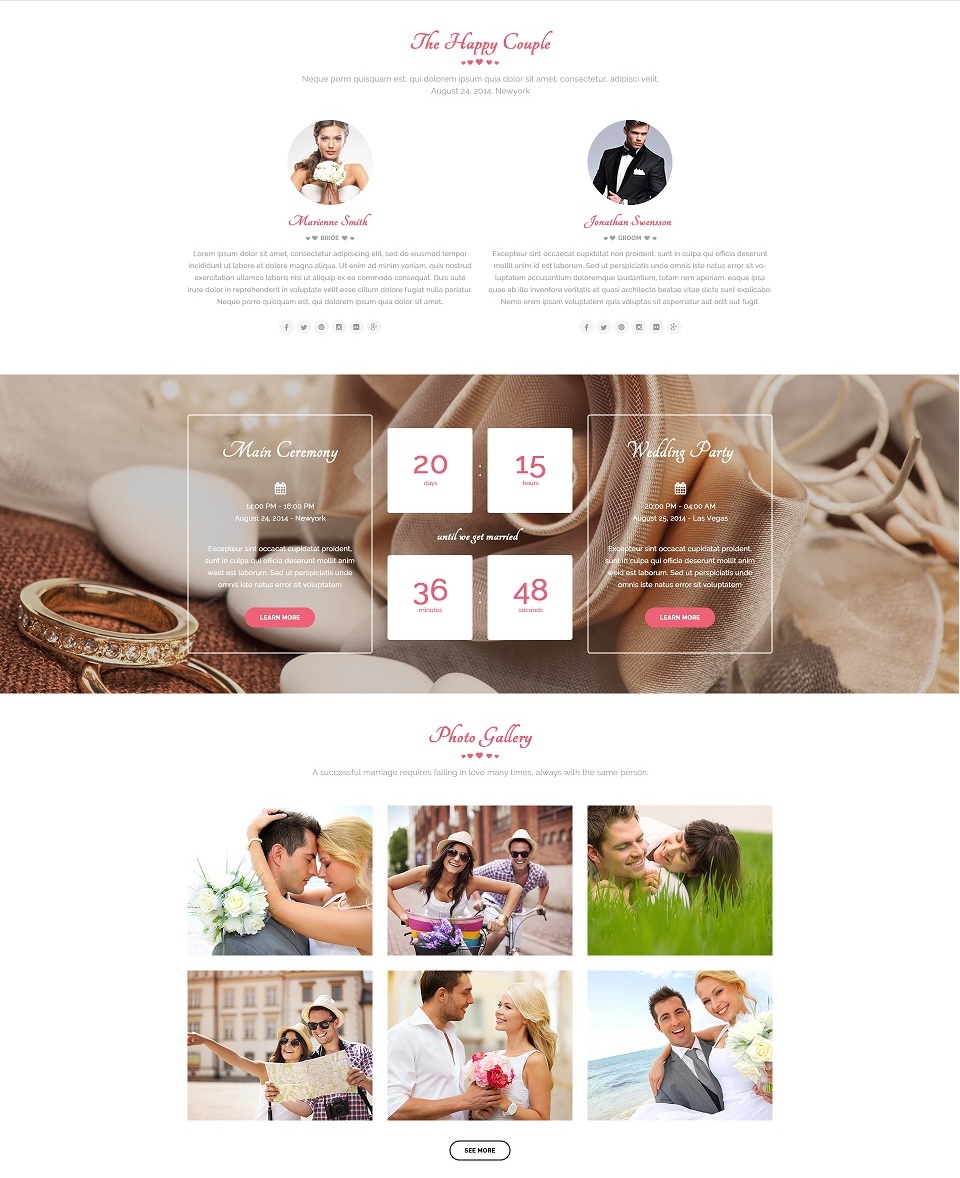 The Happy Couple
Neque porro quisquam est, qui dolorem ipsum quia dolor sit amet, consectetur, adipisci velit.
August 24, 2014, Newyork
Marienne Smith
BRIDE
Lorem ipsum dolor sit amet, consectetur adipisicing elit, sed do eiusmod tempor
incididunt ut labore et dolore magna aliqua. Ut enim ad minim veniam, quis nostrud
exercitation ullamco laboris nisi ut aliquip ex ea commodo consequat. Duis aute
irure dolor in reprehenderit in voluptate velit esse cillum dolore fugiat nulla pariatur.
Neque porro quisquam est, qui dolorem ipsum quia dolor sit amet.
Jonathan Swensson
GROOM
Excepteur sint occaecat cupidatat non proident, sunt in culpa qui officia deserunt
mollit anim id est laborum. Sed ut perspiciatis unde omnis iste natus error sit vo-
luptatem accusantium doloremque laudantium, totam rem aperiam, eaque ipsa
quae ab illo inventore veritatis et quasi architecto beatae vitae dicta sunt explicabo.
Nemo enim ipsam voluptatem quia voluptas sit aspernatur aut odit aut fugit.
Main Ceremony
14:00 PM - 16:00 PM
August 24, 2014 - Newyork
Excepteur sint occacat cupidatat proident,
sunt in culpa qui officia deserunt mollit anim
weid est laborum. Sed ut perspiciatis unde
omnis iste natus error sit voluptatem
LEARN MORE
20 : 15
days hours
until we get married
36 : 48
minutes seconds
Wedding Party
20:00 PM - 04:00 AM
August 25, 2014 - Las Vegas
Excepteur sint occacat cupidatat proident,
sunt in culpa qui officia deserunt mollit anim
weid est laborum. Sed ut perspiciatis unde
omnis iste natus error sit voluptatem
LEARN MORE
Photo Gallery
A successful marriage requires falling in love many times, always with the same person.
SEE MORE